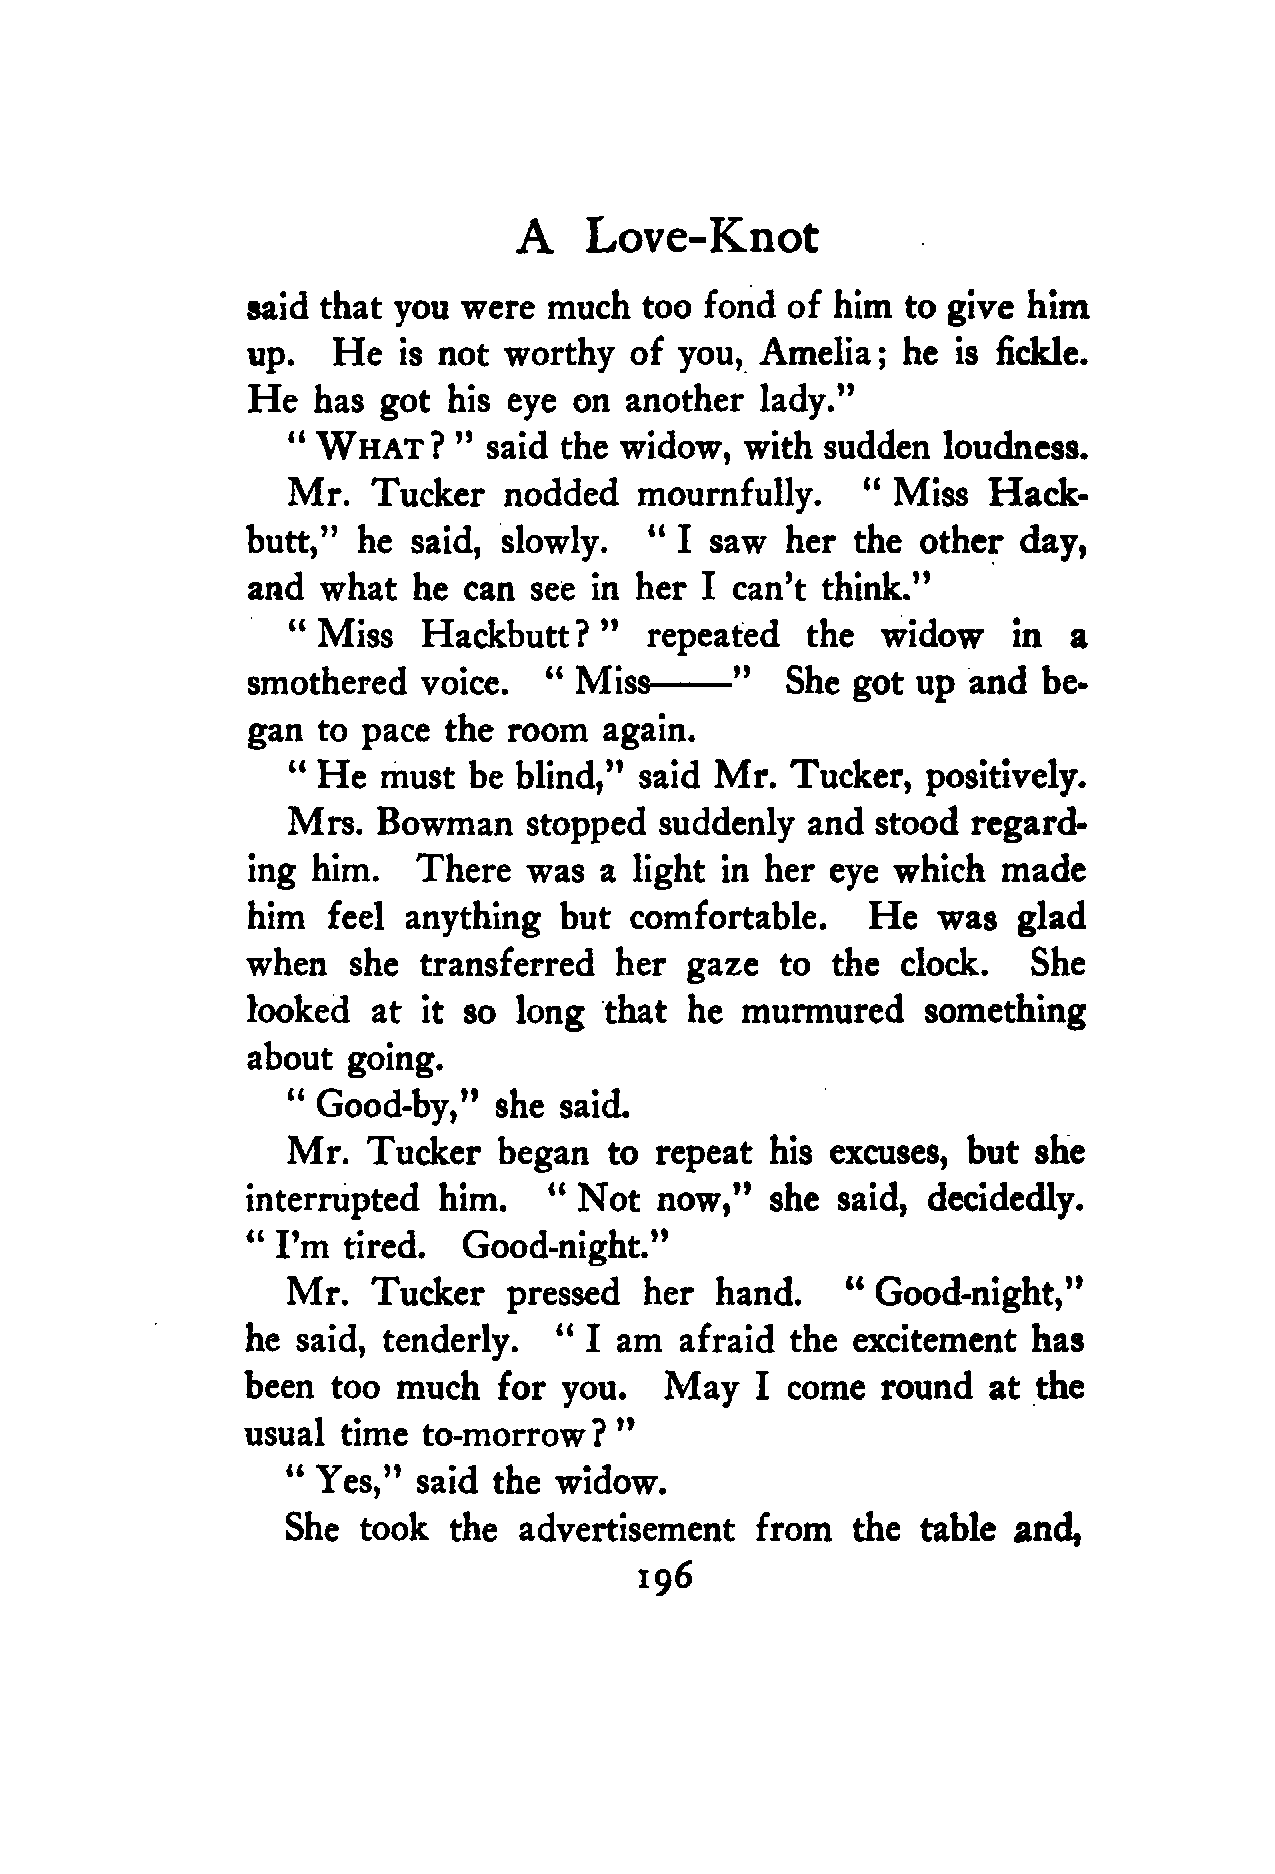 A Love-Knot
said that you were much too fond of him to give him
up. He is not worthy of you, Amelia; he is fickle.
He has got his eye on another lady."
" WHAT? " said the widow, with sudden loudness.
Mr. Tucker nodded mournfully. " Miss Hack-
butt," he said, slowly. " I saw her the other day,
and what he can see in her I can't think."
" Miss Hackbutt? " repeated the widow in a
smothered voice. " Miss——" She got up and be-
gan to pace the room again.
" He must be blind," said Mr. Tucker, positively.
Mrs. Bowman stopped suddenly and stood regard-
ing him. There was a light in her eye which made
him feel anything but comfortable. He was glad
when she transferred her gaze to the clock. She
looked at it so long that he murmured something
about going.
" Good-by," she said.
Mr. Tucker began to repeat his excuses, but she
interrupted him. " Not now," she said, decidedly.
" I'm tired. Good-night."
Mr. Tucker pressed her hand. " Good-night,"
he said, tenderly. " I am afraid the excitement has
been too much for you. May I come round at the
usual time to-morrow? "
" Yes," said the widow.
She took the advertisement from the table and,
196